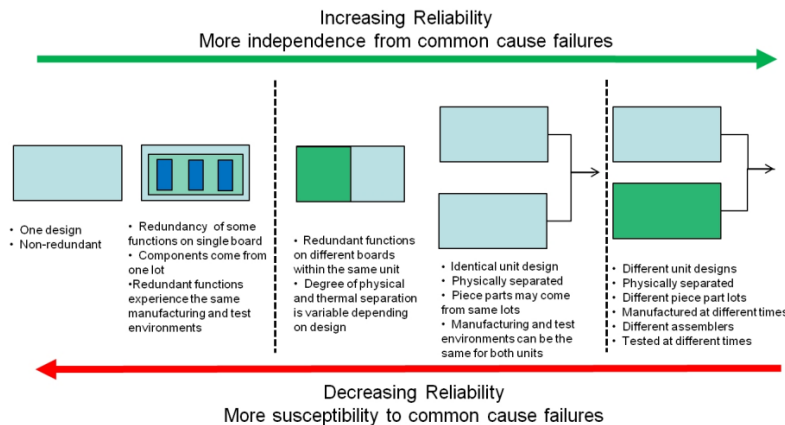 Increasing Reliability
More independence from common cause failures
• One design
• Non-redundant
• Redundancy of some
functions on single board
• Components come from
one lot
•Redundant functions
experience the same
manufacturing and test
environments
• Redundant functions
on different boards
within the same unit
• Degree of physical
and thermal separation
is variable depending
on design
• Identical unit design
• Physically separated
• Piece parts may come
from same lots
• Manufacturing and test
environments can be the
same for both units
• Different unit designs
• Physically separated
• Different piece part lots
• Manufactured at different times
• Different assemblers
• Tested at different times
Decreasing Reliability
More susceptibility to common cause failures